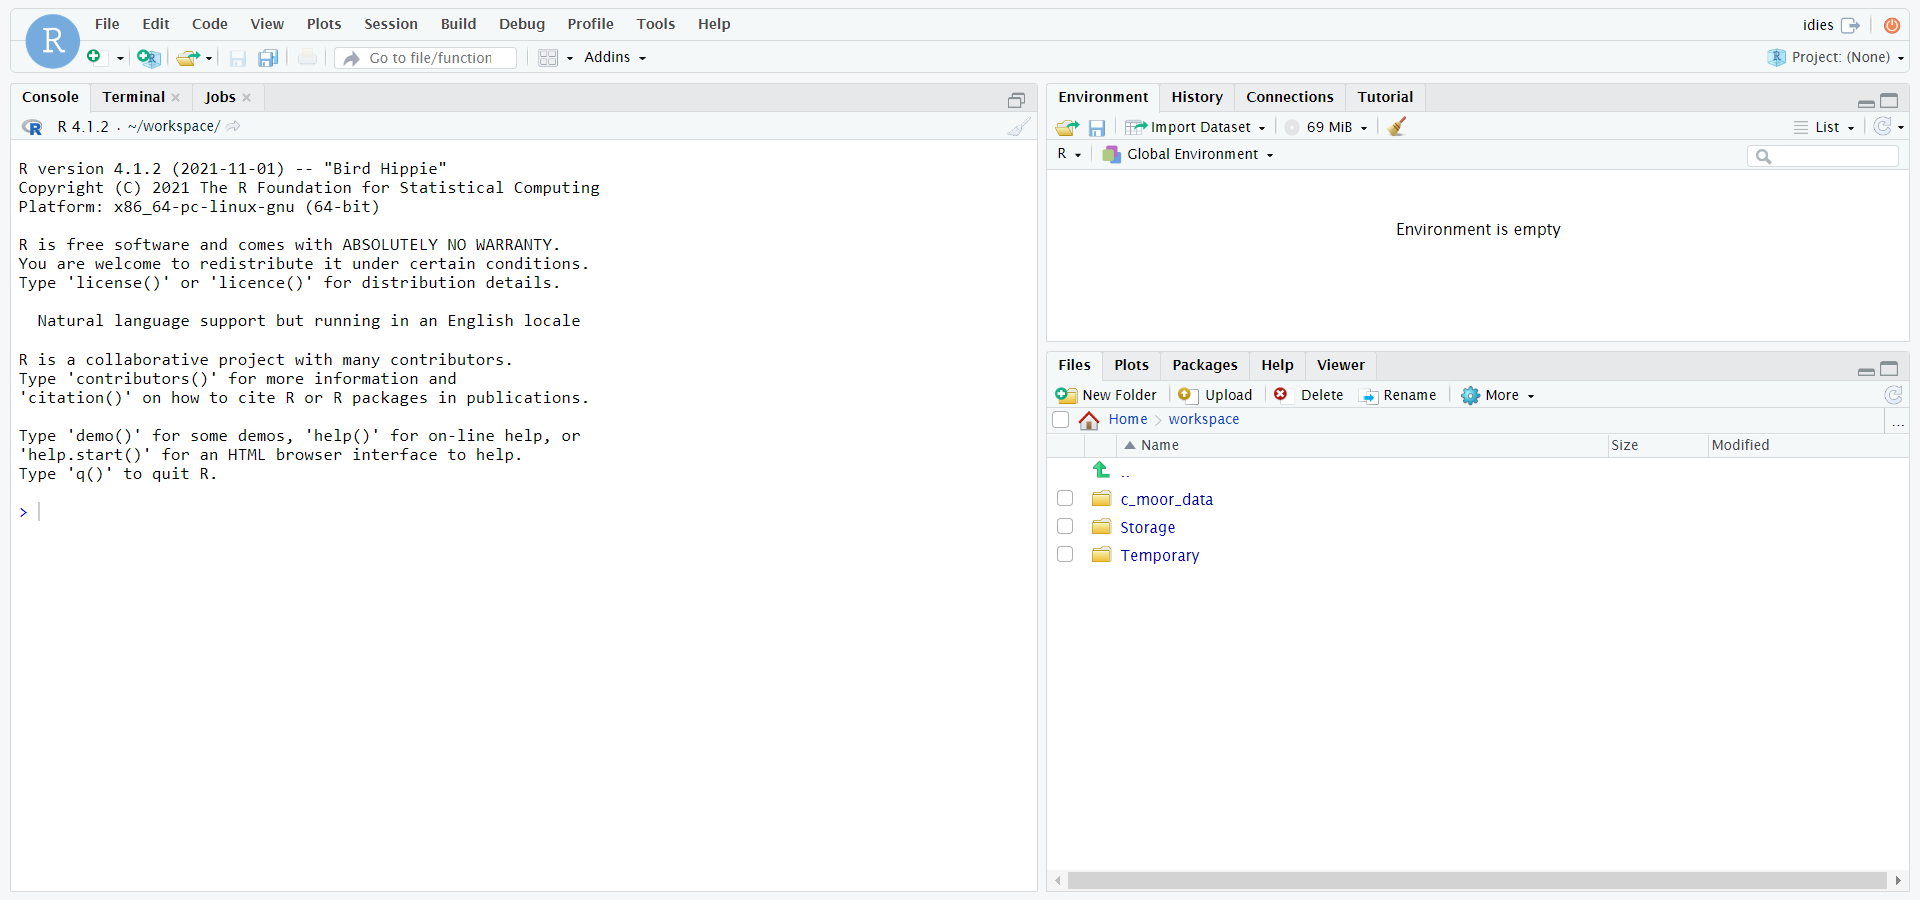 R
File Edit Code View Plots Session Build Debug Profile Tools Help
idies
Go to file/function
Addins
Project: (None)
Console Terminal Jobs
R 4.1.2 . ~/workspace/
R version 4.1.2 (2021-11-01) -- "Bird Hippie"
Copyright (C) 2021 The R Foundation for Statistical Computing
Platform: x86_64-pc-linux-gnu (64-bit)
R is free software and comes with ABSOLUTELY NO WARRANTY.
You are welcome to redistribute it under certain conditions.
Type 'license()' or 'licence()' for distribution details.
Natural language support but running in an English locale
R is a collaborative project with many contributors.
Type 'contributors()' for more information and
'citation()' on how to cite R or R packages in publications.
Type 'demo()' for some demos, 'help()' for on-line help, or
'help.start()' for an HTML browser interface to help.
Type 'q()' to quit R.
>
Environment History Connections Tutorial
Import Dataset 69 MiB List
R Global Environment
Environment is empty
Files Plots Packages Help Viewer
New Folder Upload Delete Rename More
Home workspace ...
Name Size Modified
..
c_moor_data
Storage
Temporary